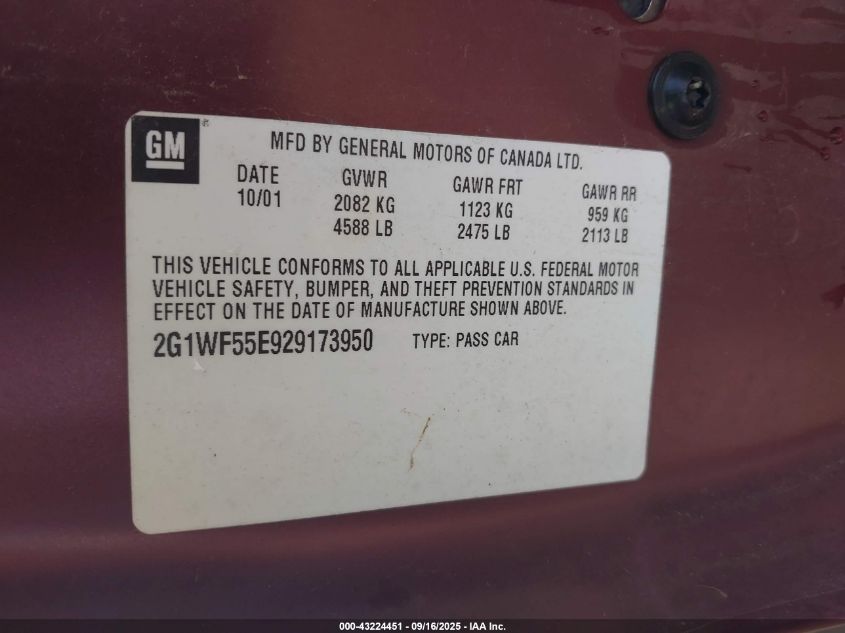 GM
MFD BY GENERAL MOTORS OF CANADA LTD.
DATE GVWR GAWR FRT GAWR RR
10/01 2082 KG 1123 KG 959 KG
4588 LB 2475 LB 2113 LB
THIS VEHICLE CONFORMS TO ALL APPLICABLE U.S. FEDERAL MOTOR
VEHICLE SAFETY, BUMPER, AND THEFT PREVENTION STANDARDS IN
EFFECT ON THE DATE OF MANUFACTURE SHOWN ABOVE.
2G1WF55E929173950 TYPE: PASS CAR
000-43224451 - 09/16/2025 - IAA Inc.